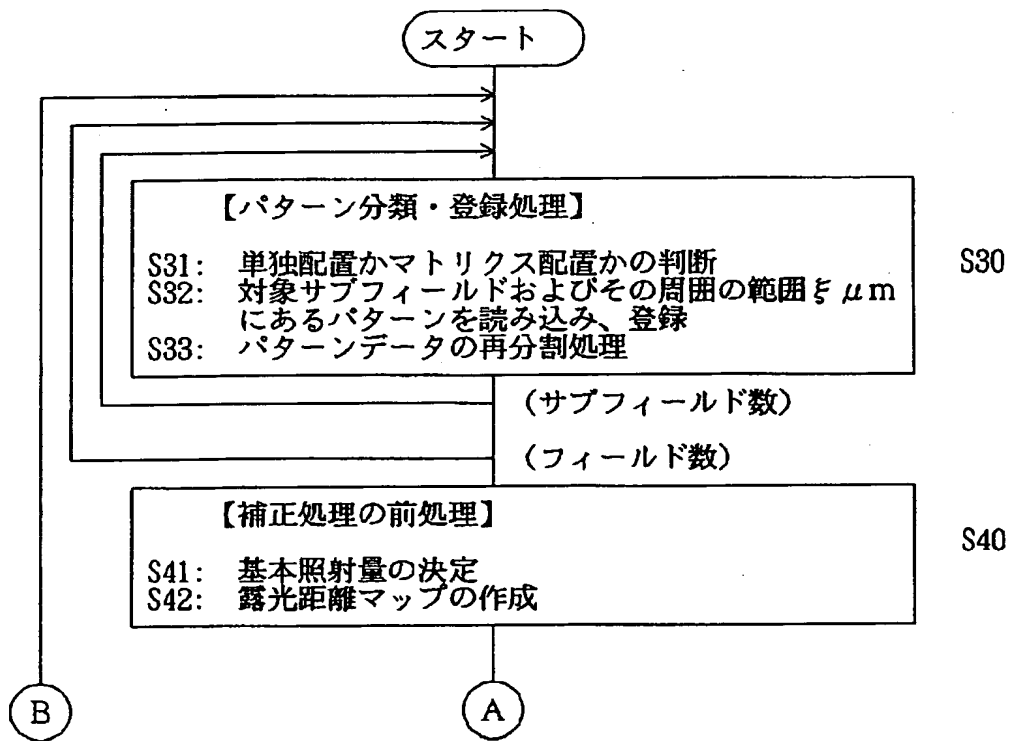 スタート
【パターン分類・登録処理】
S31: 単独配置かマトリクス配置かの判断
S30
S32: 対象サブフィールドおよびその周囲の範囲ξμm
にあるパターンを読み込み、登録
S33: パターンデータの再分割処理
(サブフィールド数)
(フィールド数)
【補正処理の前処理】
S40
S41: 基本照射量の決定
S42: 露光距離マップの作成
B
A